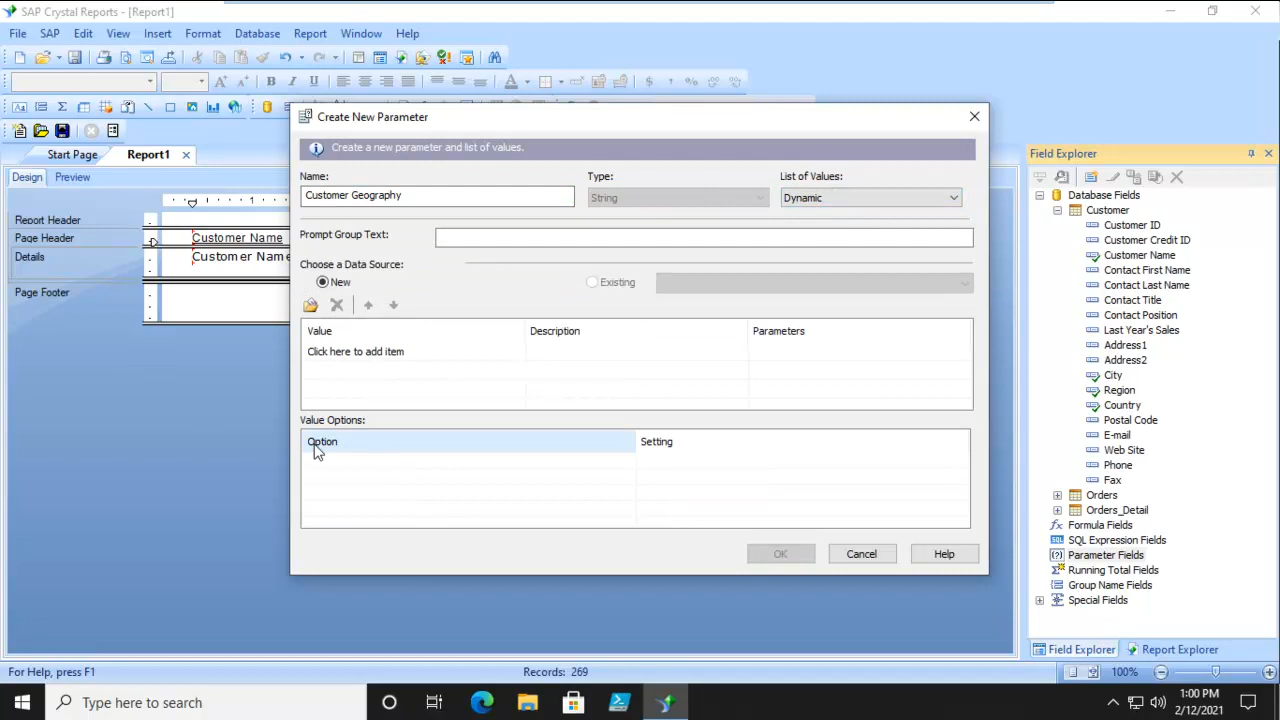 SAP Crystal Reports - [Report1]
File SAP Edit View Insert Format Database Report Window Help
Start Page Report1
Design Preview
Report Header
Page Header Customer Name
Details Customer Name
Page Footer
Create New Parameter
Create a new parameter and list of values.
Name: Type: List of Values:
Customer Geography String Dynamic
Prompt Group Text:
Choose a Data Source:
New Existing
Value Description Parameters
Click here to add item
Value Options:
Option Setting
OK Cancel Help
Field Explorer
Database Fields
Customer
Customer ID
Customer Credit ID
Customer Name
Contact First Name
Contact Last Name
Contact Title
Contact Position
Last Year's Sales
Address1
Address2
City
Region
Country
Postal Code
E-mail
Web Site
Phone
Fax
Orders
Orders_Detail
Formula Fields
SQL Expression Fields
Parameter Fields
Running Total Fields
Group Name Fields
Special Fields
Field Explorer Report Explorer
For Help, press F1 Records: 269 100%
Type here to search
1:00 PM
2/12/2021